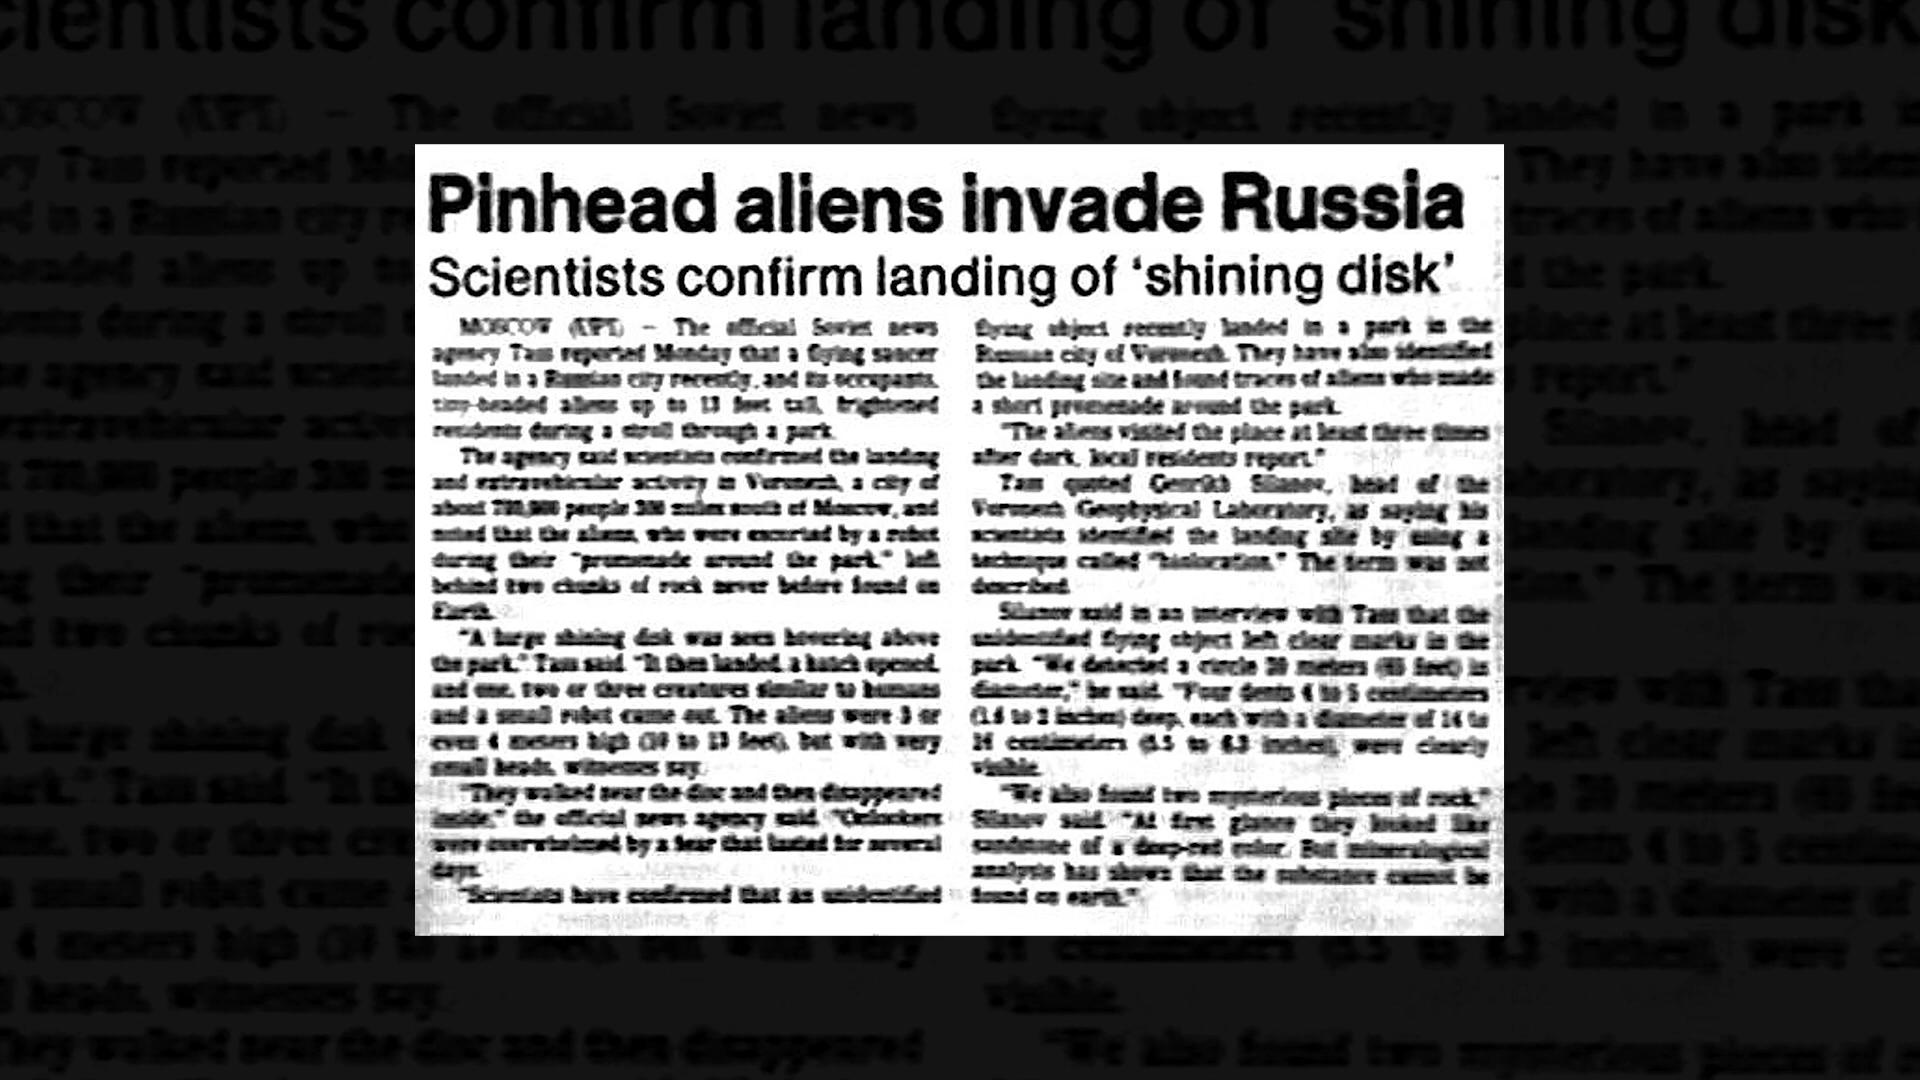 Pinhead aliens invade Russia
Scientists confirm landing of ‘shining disk’
MOSCOW (UPI) – The official Soviet news
agency Tass reported Monday that a flying saucer
landed in a Russian city recently, and its occupants,
tiny-headed aliens up to 13 feet tall, frightened
residents during a stroll through a park.
The agency said scientists confirmed the landing
and extravehicular activity in Voronezh, a city of
about people 300 miles south of Moscow, and
noted that the aliens, who were escorted by a robot
during their "promenade around the park," left
behind two chunks of rock never before found on
Earth.
"A large shining disk was seen hovering above
the park," Tass said. "It then landed, a hatch opened,
and one, two or three creatures similar to humans
and a small robot came out. The aliens were 3 or
even 4 meters high (10 to 13 feet), but with very
small heads, witnesses say.
"They walked near the disc and then disappeared
inside," the official news agency said. "Onlookers
were overwhelmed by a fear that lasted for several
days.
"Scientists have confirmed that an unidentified
flying object recently landed in a park in the
Russian city of Voronezh. They have also identified
the landing site and found traces of aliens who made
a short promenade around the park.
"The aliens visited the place at least three times
after dark, local residents report."
Tass quoted Genrikh Silanov, head of the
Voronezh Geophysical Laboratory, as saying his
scientists identified the landing site by using a
technique called "biolocation." The term was not
described.
Silanov said in an interview with Tass that the
unidentified flying object left clear marks in the
park. "We detected a circle 20 meters (65 feet) in
diameter," he said. "Four dents 4 to 5 centimeters
(1.6 to 2 inches) deep, each with a diameter of 14 to
centimeters (5.5 to 6.3 inches), were clearly
visible.
"We also found two mysterious pieces of rock,"
Silanov said. "At first glance they looked like
sandstone of a deep-red color. But mineralogical
analysis has shown that the substance cannot be
found on earth."